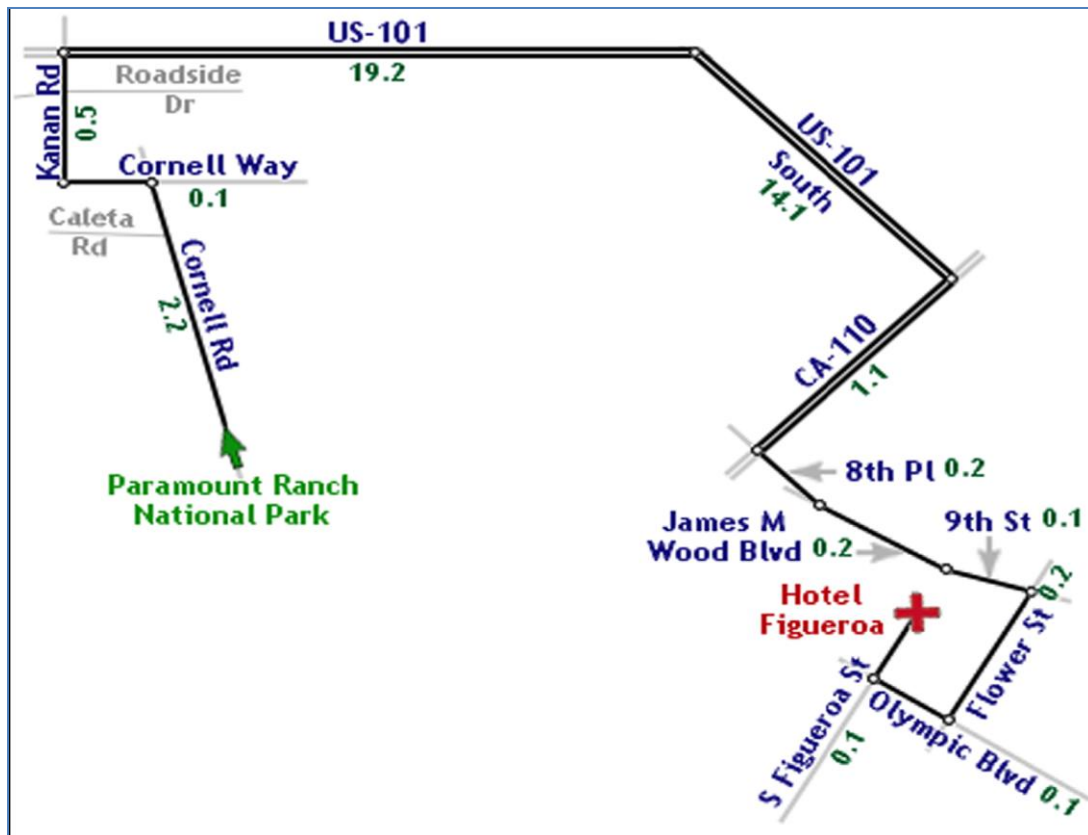 US-101
19.2
Roadside
Dr
Kanan Rd
0.5
Cornell Way
0.1
Caleta
Rd
Cornell Rd
2.2
Paramount Ranch
National Park
US-101
South
14.1
CA-110
1.1
8th Pl 0.2
James M
Wood Blvd 0.2
9th St 0.1
0.2
Flower St
Hotel
Figueroa
S Figueroa St
0.1
Olympic Blvd 0.1